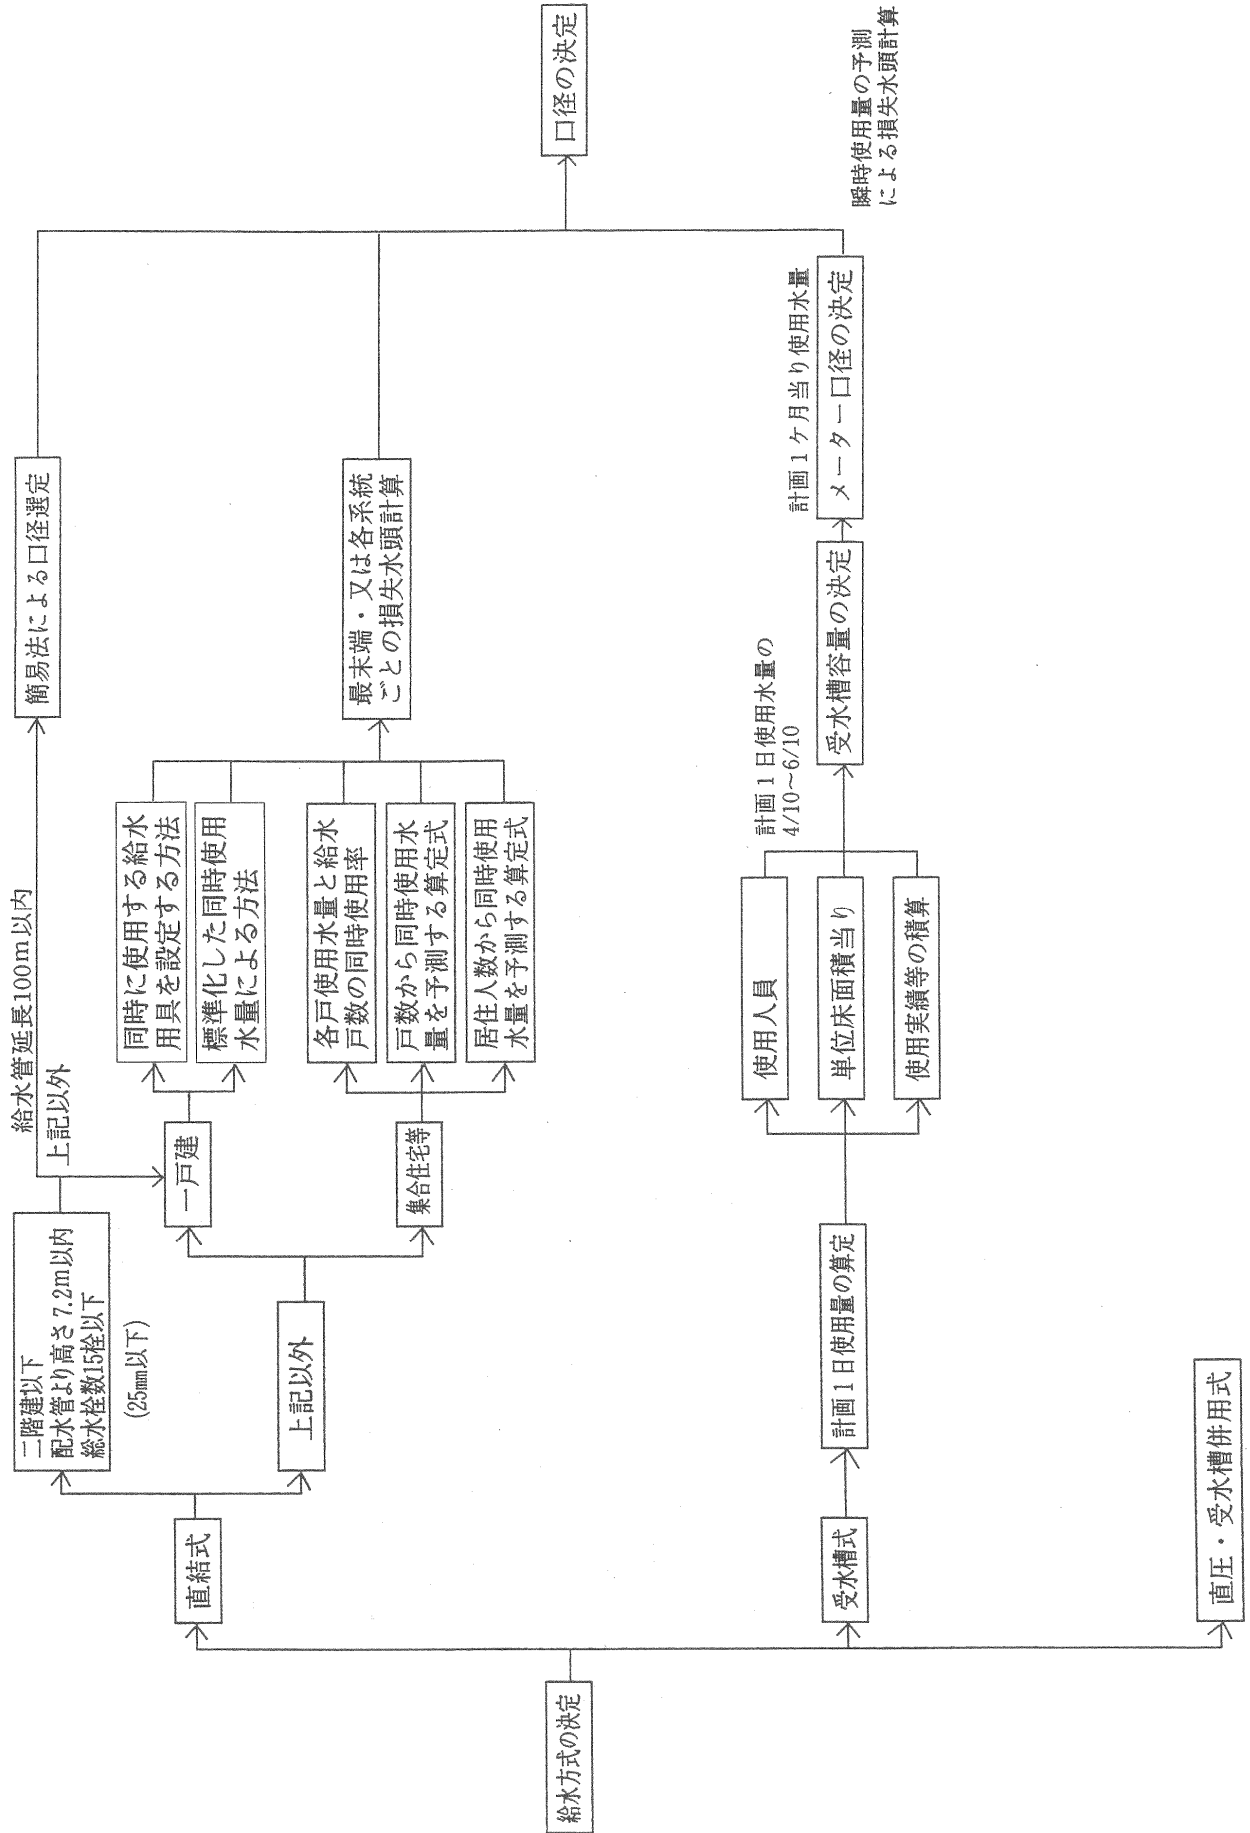 給水方式の決定
直結式
二階建以下
配水管より高さ7.2m以内
総水栓数15栓以下
(25mm以下)
上記以外
給水管延長100m以内
上記以外
一戸建
集合住宅等
同時に使用する給水
用具を設定する方法
標準化した同時使用
水量による方法
各戸使用水量と給水
戸数の同時使用率
戸数から同時使用水
量を予測する算定式
居住人数から同時使用
水量を予測する算定式
簡易法による口径選定
最末端・又は各系統
ごとの損失水頭計算
口径の決定
受水槽式
計画1日使用量の算定
使用人員
単位床面積当り
使用実績等の積算
計画1日使用水量の
4/10~6/10
受水槽容量の決定
計画1ケ月当り使用水量
メーター口径の決定
瞬時使用量の予測
による損失水頭計算
直圧・受水槽併用式